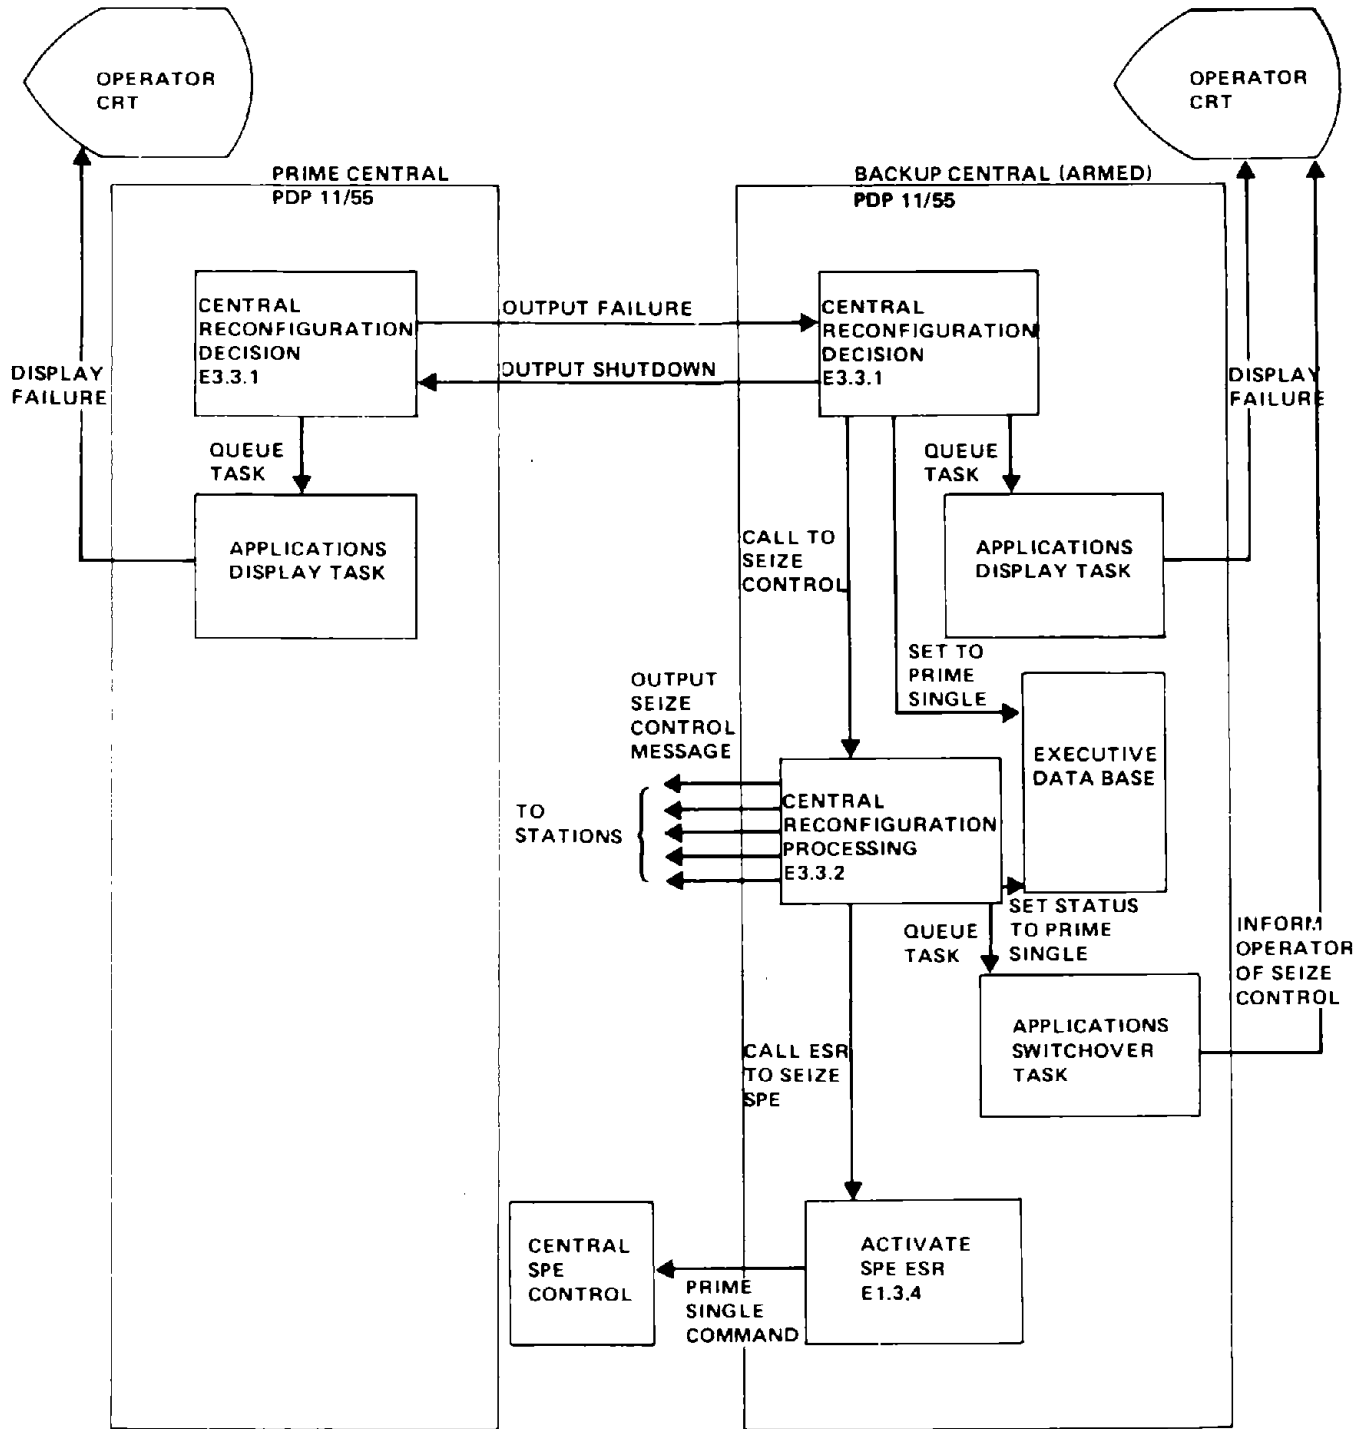 OPERATOR
CRT
OPERATOR
CRT
PRIME CENTRAL
PDP 11/55
BACKUP CENTRAL (ARMED)
PDP 11/55
CENTRAL
RECONFIGURATION
DECISION
E3.3.1
OUTPUT FAILURE
OUTPUT SHUTDOWN
CENTRAL
RECONFIGURATION
DECISION
E3.3.1
DISPLAY
FAILURE
DISPLAY
FAILURE
QUEUE
TASK
QUEUE
TASK
APPLICATIONS
DISPLAY TASK
CALL TO
SEIZE
CONTROL
APPLICATIONS
DISPLAY TASK
SET TO
PRIME
SINGLE
OUTPUT
SEIZE
CONTROL
MESSAGE
EXECUTIVE
DATA BASE
TO
STATIONS
CENTRAL
RECONFIGURATION
PROCESSING
E3.3.2
QUEUE
TASK
SET STATUS
TO PRIME
SINGLE
INFORM
OPERATOR
OF SEIZE
CONTROL
APPLICATIONS
SWITCHOVER
TASK
CALL ESR
TO SEIZE
SPE
CENTRAL
SPE
CONTROL
PRIME
SINGLE
COMMAND
ACTIVATE
SPE ESR
E1.3.4